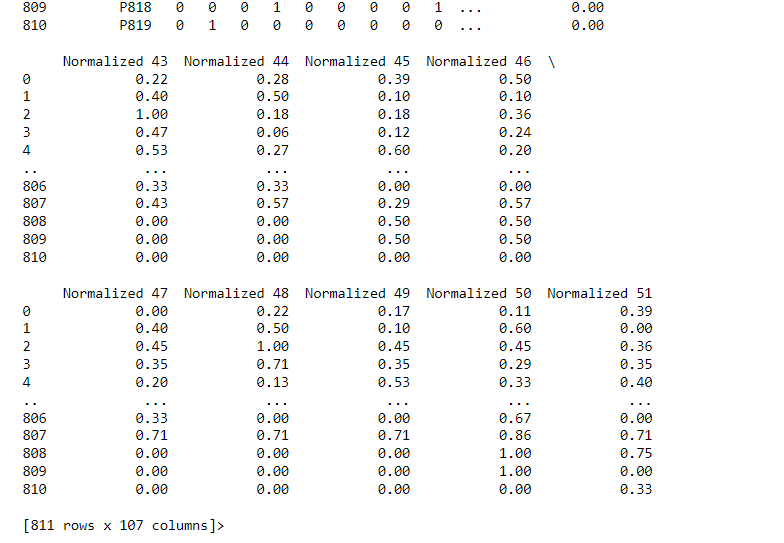 809         P818   0   0   0   1   0   0   0   0   1  ...           0.00
810         P819   0   1   0   0   0   0   0   0   0  ...           0.00
     Normalized 43  Normalized 44  Normalized 45  Normalized 46  \
0             0.22           0.28           0.39           0.50
1             0.40           0.50           0.10           0.10
2             1.00           0.18           0.18           0.36
3             0.47           0.06           0.12           0.24
4             0.53           0.27           0.60           0.20
..             ...            ...            ...            ...
806           0.33           0.33           0.00           0.00
807           0.43           0.57           0.29           0.57
808           0.00           0.00           0.50           0.50
809           0.00           0.00           0.50           0.50
810           0.00           0.00           0.00           0.00
     Normalized 47  Normalized 48  Normalized 49  Normalized 50  Normalized 51
0             0.00           0.22           0.17           0.11           0.39
1             0.40           0.50           0.10           0.60           0.00
2             0.45           1.00           0.45           0.45           0.36
3             0.35           0.71           0.35           0.29           0.35
4             0.20           0.13           0.53           0.33           0.40
..             ...            ...            ...            ...            ...
806           0.33           0.00           0.00           0.67           0.00
807           0.71           0.71           0.71           0.86           0.71
808           0.00           0.00           0.00           1.00           0.75
809           0.00           0.00           0.00           1.00           0.00
810           0.00           0.00           0.00           0.00           0.33
[811 rows x 107 columns]>